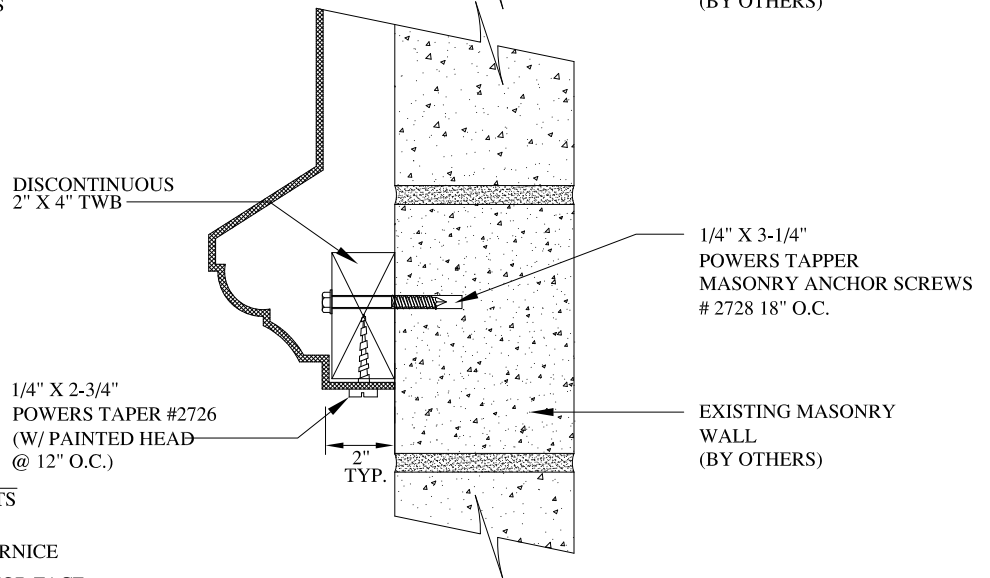 (BY OTHERS)
DISCONTINUOUS
2" X 4" TWB
1/4" X 3-1/4"
POWERS TAPPER
MASONRY ANCHOR SCREWS
# 2728 18" O.C.
1/4" X 2-3/4"
POWERS TAPER #2726
(W/ PAINTED HEAD
@ 12" O.C.)
2"
TYP.
EXISTING MASONRY
WALL
(BY OTHERS)
TS
RNICE